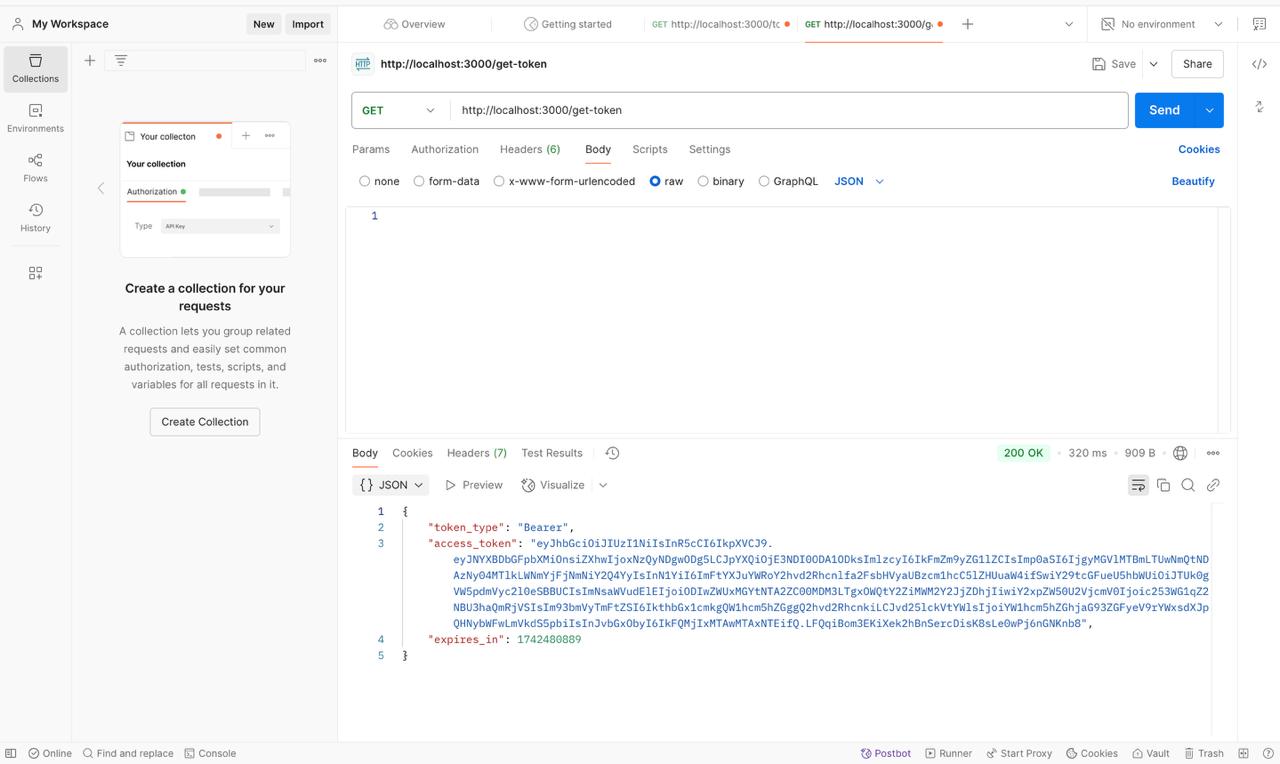 My Workspace
New
Import
Overview
Getting started
GET http://localhost:3000/tc
GET http://localhost:3000/g
No environment
Collections
Environments
Flows
History
Your collecton
Your collection
Authorization
Type
API Key
Create a collection for your
requests
A collection lets you group related
requests and easily set common
authorization, tests, scripts, and
variables for all requests in it.
Create Collection
HTTP
http://localhost:3000/get-token
Save
Share
GET
http://localhost:3000/get-token
Send
Params
Authorization
Headers (6)
Body
Scripts
Settings
Cookies
none
form-data
x-www-form-urlencoded
raw
binary
GraphQL
JSON
Beautify
1
Body
Cookies
Headers (7)
Test Results
200 OK
320 ms
909 B
{} JSON
Preview
Visualize
1 {
2 "token_type": "Bearer",
3 "access_token": "eyJhbGciOiJIUzI1NiIsInR5cCI6IkpXVCJ9.
4 "expires_in": 1742480889
5 }
Online
Find and replace
Console
Postbot
Runner
Start Proxy
Cookies
Vault
Trash